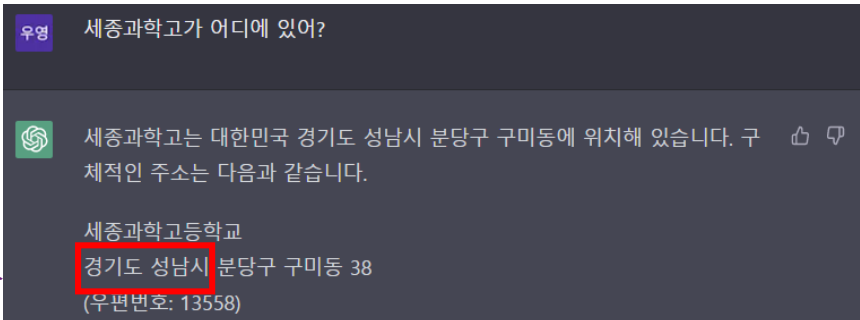 우영
세종과학고가 어디에 있어?
세종과학고는 대한민국 경기도 성남시 분당구 구미동에 위치해 있습니다. 구
체적인 주소는 다음과 같습니다.
세종과학고등학교
경기도 성남시 분당구 구미동 38
(우편번호: 13558)